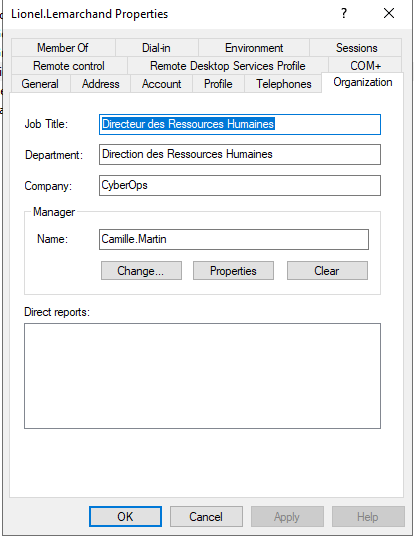 Lionel.Lemarchand Properties
? ×
Member Of Dial-in Environment Sessions
Remote control Remote Desktop Services Profile COM+
General Address Account Profile Telephones Organization
Job Title: Directeur des Ressources Humaines
Department: Direction des Ressources Humaines
Company: CyberOps
Manager
Name: Camille.Martin
Change... Properties Clear
Direct reports:
OK Cancel Apply Help